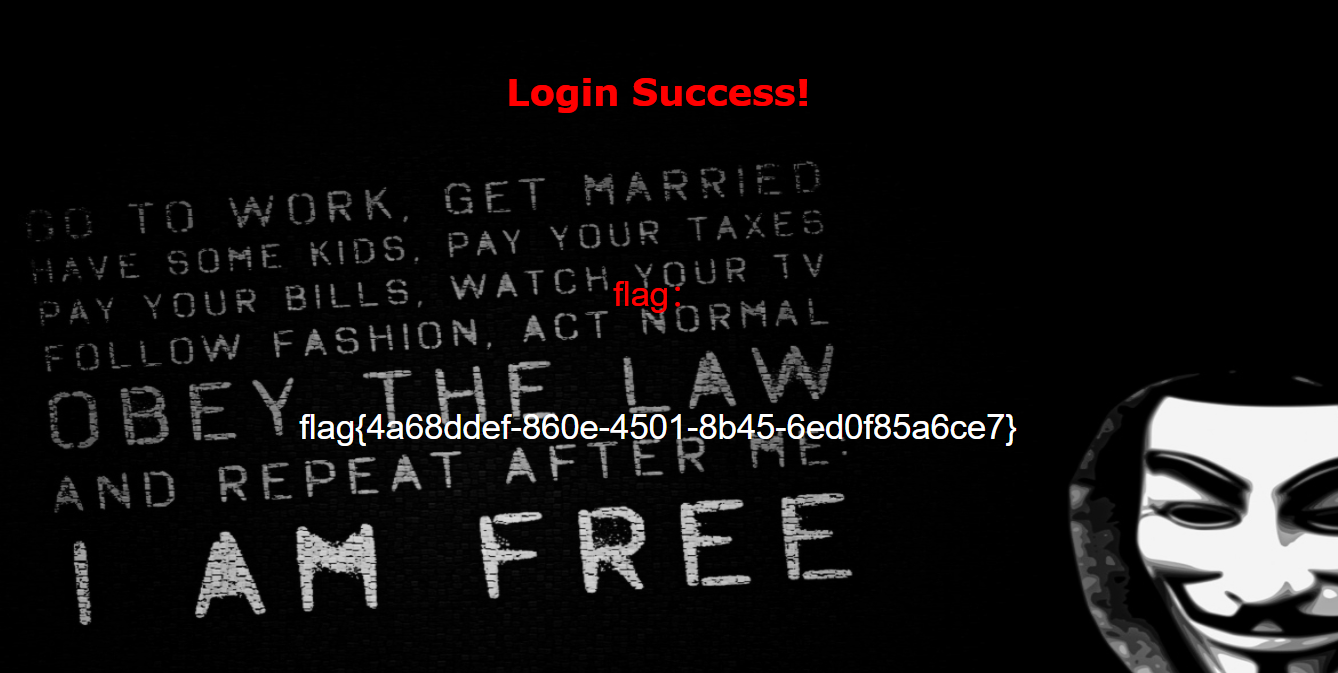 Login Success!
GO TO WORK, GET MARRIED
HAVE SOME KIDS, PAY YOUR TAXES
PAY YOUR BILLS, WATCH YOUR TV
flag：
FOLLOW FASHION, ACT NORMAL
OBEY THE LAW
flag{4a68ddef-860e-4501-8b45-6ed0f85a6ce7}
AND REPEAT AFTER ME:
I AM FREE